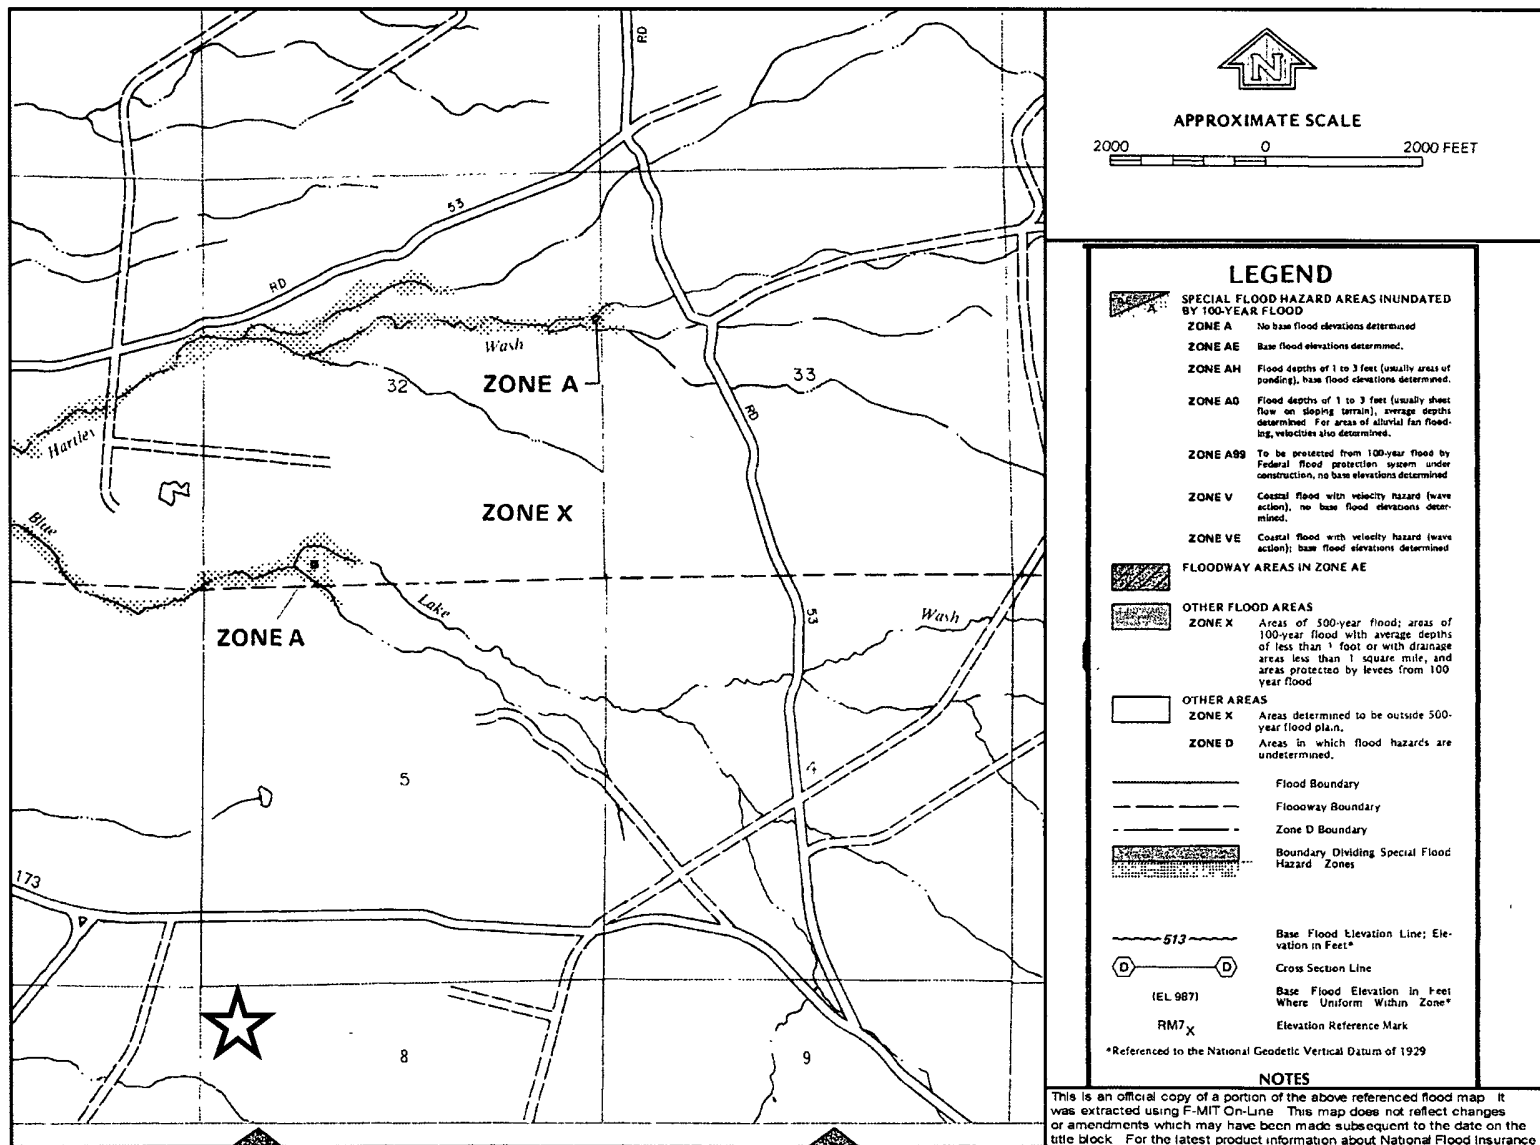 RD
N
APPROXIMATE SCALE
2000 0 2000 FEET
53
RD
Wash
ZONE A
32
33
RD
Hartley
ZONE X
Blue
Lake
Wash
53
ZONE A
5
4
173
8
9
LEGEND
A
SPECIAL FLOOD HAZARD AREAS INUNDATED
BY 100-YEAR FLOOD
ZONE A No base flood elevations determined
ZONE AE Base flood elevations determined.
ZONE AH Flood depths of 1 to 3 feet (usually areas of
ponding), base flood elevations determined.
ZONE A0 Flood depths of 1 to 3 feet (usually sheet
flow on sloping terrain), average depths
determined For areas of alluvial fan flood-
ing, velocities also determined.
ZONE A99 To be protected from 100-year flood by
Federal flood protection system under
construction, no base elevations determined
ZONE V Coastal flood with velocity hazard (wave
action), no base flood elevations deter-
mined.
ZONE VE Coastal flood with velocity hazard (wave
action); base flood elevations determined
FLOODWAY AREAS IN ZONE AE
OTHER FLOOD AREAS
ZONE X Areas of 500-year flood; areas of
100-year flood with average depths
of less than 1 foot or with drainage
areas less than 1 square mile, and
areas protected by levees from 100
year flood
OTHER AREAS
ZONE X Areas determined to be outside 500-
year flood plain.
ZONE D Areas in which flood hazards are
undetermined.
Flood Boundary
Floodway Boundary
Zone D Boundary
Boundary Dividing Special Flood
Hazard Zones
513 Base Flood Elevation Line; Ele-
vation in Feet*
D D Cross Section Line
(EL 987) Base Flood Elevation in Feet
Where Uniform Within Zone*
RM7X Elevation Reference Mark
*Referenced to the National Geodetic Vertical Datum of 1929
NOTES
This is an official copy of a portion of the above referenced flood map It
was extracted using F-MIT On-Line This map does not reflect changes
or amendments which may have been made subsequent to the date on the
title block For the latest product information about National Flood Insurance